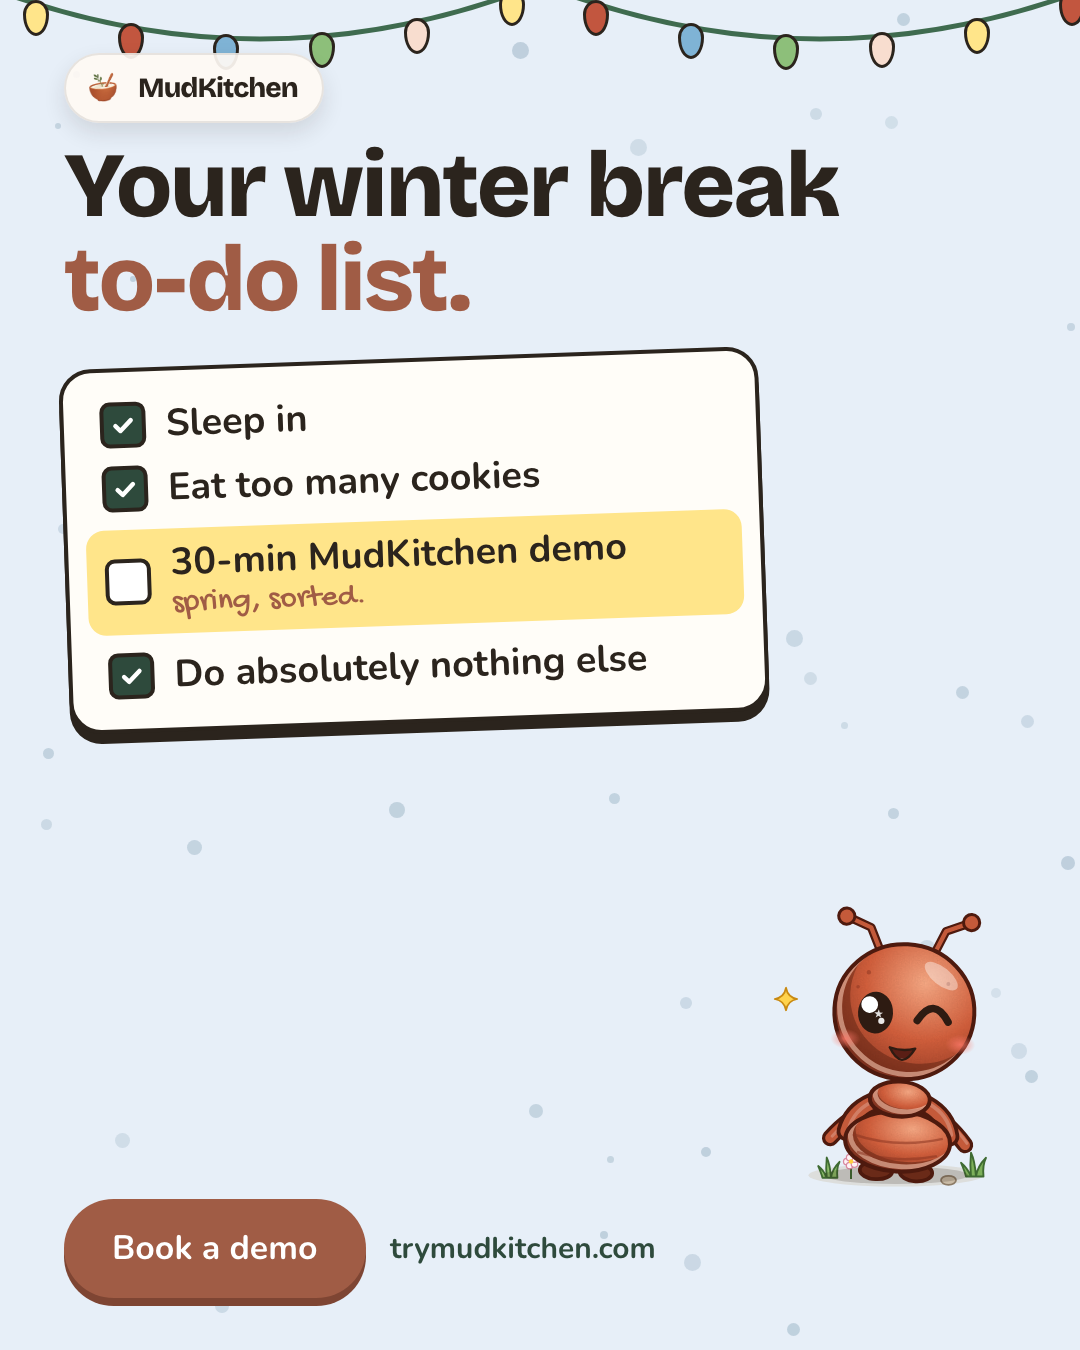 MudKitchen
Your winter break
to-do list.
Sleep in
Eat too many cookies
30-min MudKitchen demo
spring, sorted.
Do absolutely nothing else
Book a demo
trymudkitchen.com